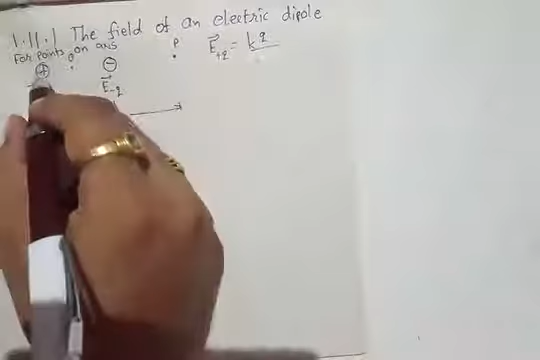 1.11.1 The field of an electric dipole
For points on axis
O P
+ −
E⃗-q
E⃗+q = kq